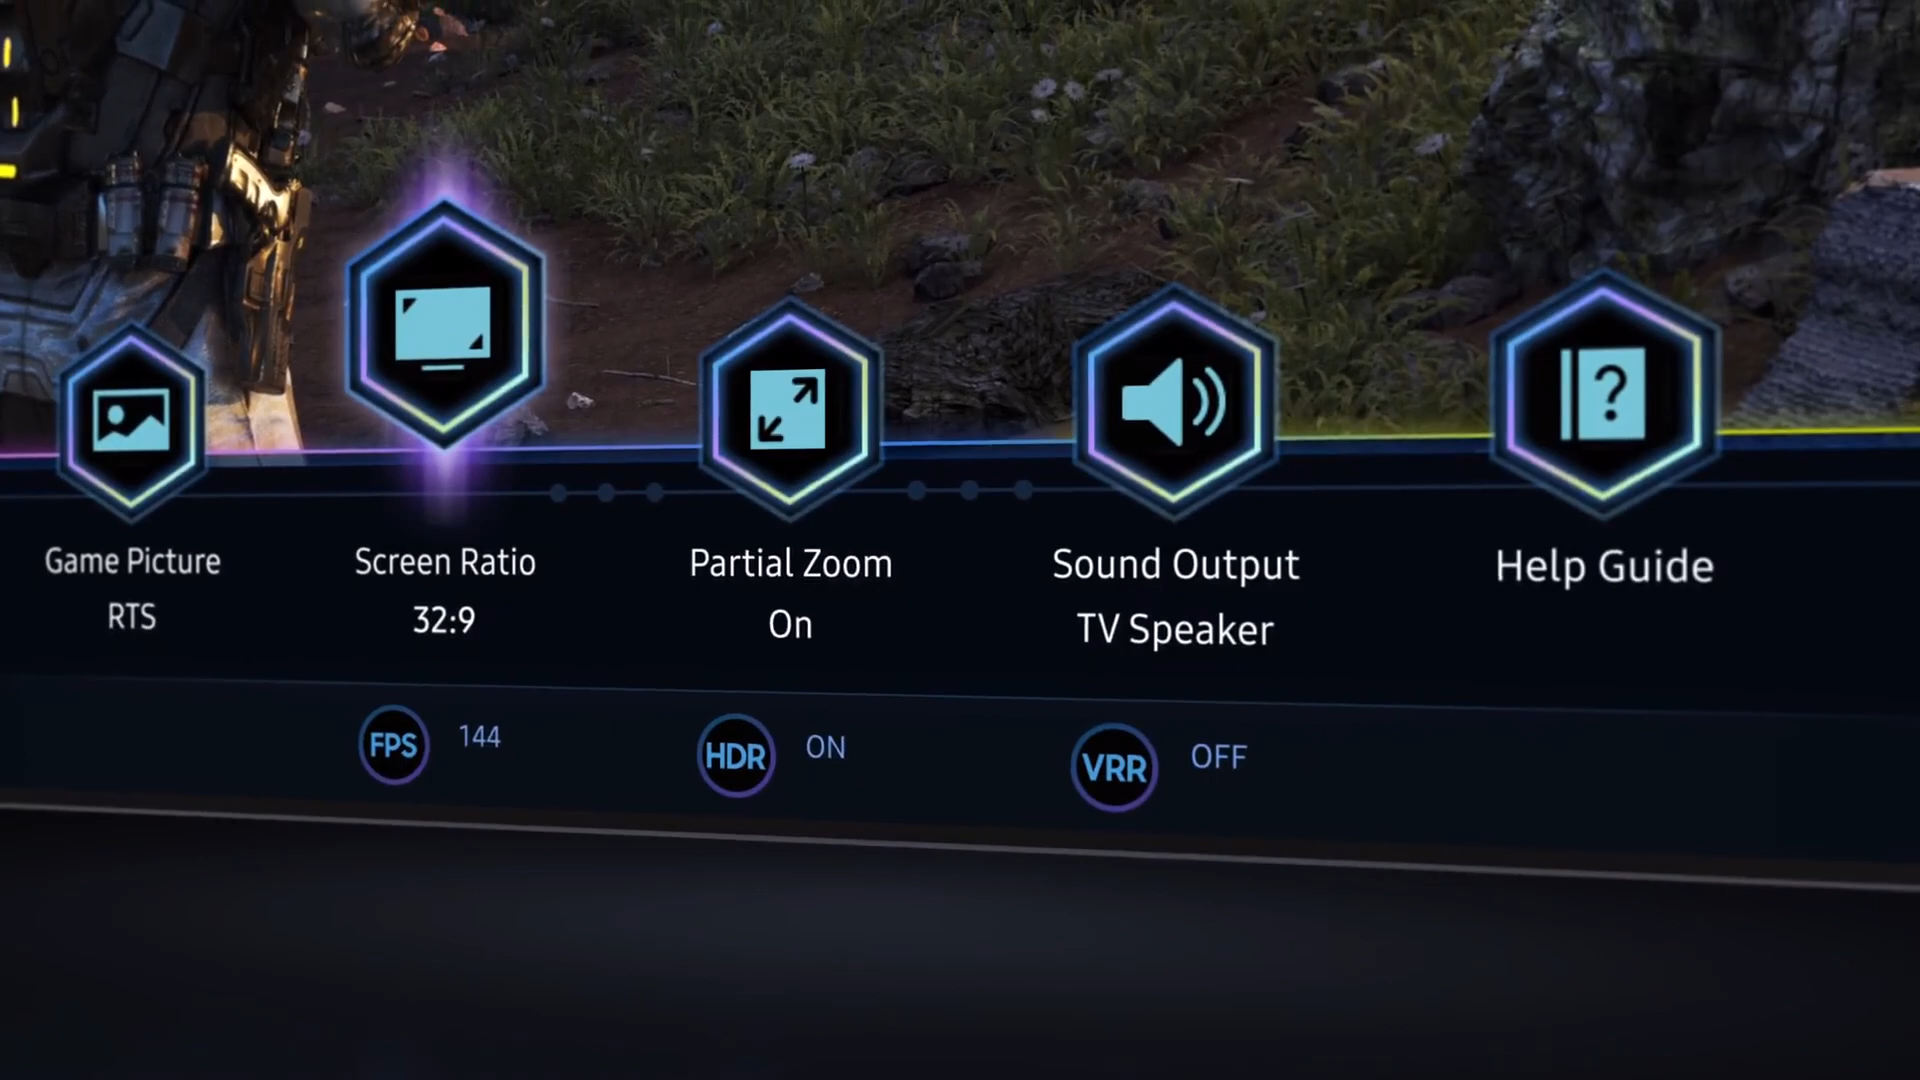 Game Picture
RTS
Screen Ratio
32:9
Partial Zoom
On
Sound Output
TV Speaker
Help Guide
FPS 144
HDR ON
VRR OFF